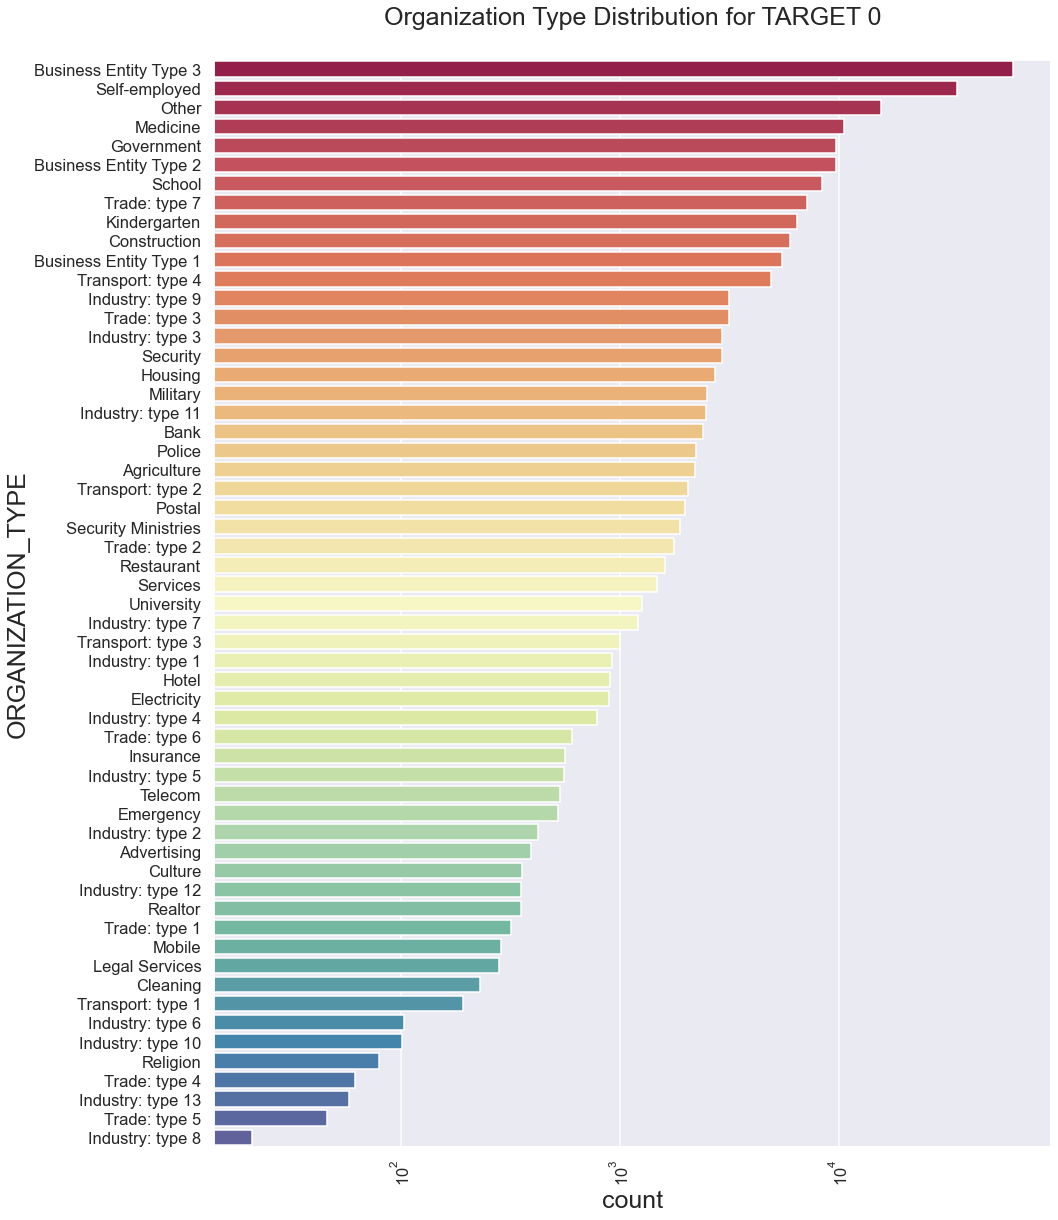 Organization Type Distribution for TARGET 0
ORGANIZATION_TYPE
Business Entity Type 3
Self-employed
Other
Medicine
Government
Business Entity Type 2
School
Trade: type 7
Kindergarten
Construction
Business Entity Type 1
Transport: type 4
Industry: type 9
Trade: type 3
Industry: type 3
Security
Housing
Military
Industry: type 11
Bank
Police
Agriculture
Transport: type 2
Postal
Security Ministries
Trade: type 2
Restaurant
Services
University
Industry: type 7
Transport: type 3
Industry: type 1
Hotel
Electricity
Industry: type 4
Trade: type 6
Insurance
Industry: type 5
Telecom
Emergency
Industry: type 2
Advertising
Culture
Industry: type 12
Realtor
Trade: type 1
Mobile
Legal Services
Cleaning
Transport: type 1
Industry: type 6
Industry: type 10
Religion
Trade: type 4
Industry: type 13
Trade: type 5
Industry: type 8
10²
10³
10⁴
count